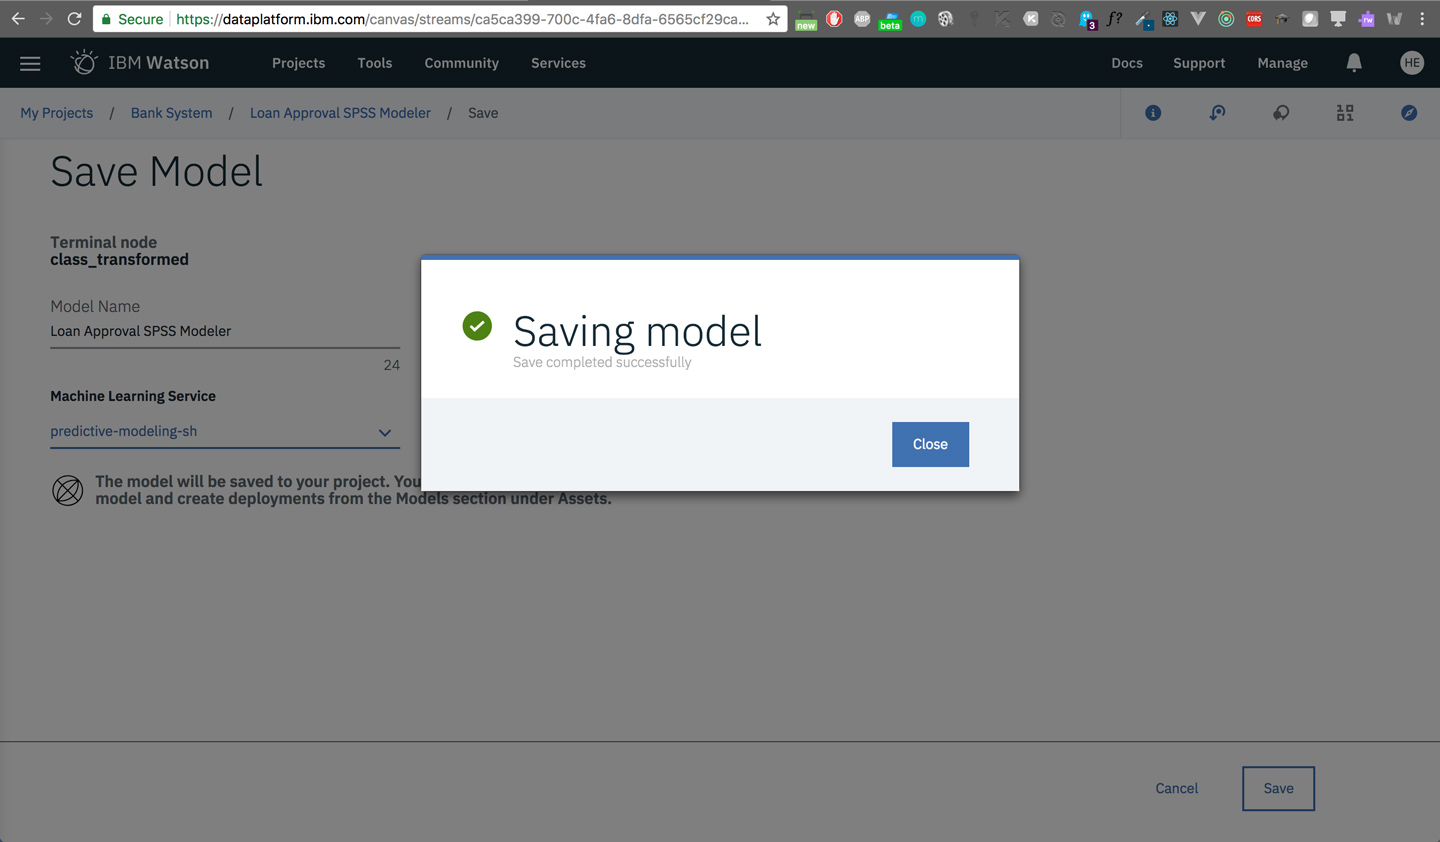 Secure https://dataplatform.ibm.com/canvas/streams/ca5ca399-700c-4fa6-8dfa-6565cf29ca...
new
ABP
beta
m
K
3
f?
CORS
rw
W
IBM Watson Projects Tools Community Services Docs Support Manage HE
My Projects / Bank System / Loan Approval SPSS Modeler / Save
Save Model
Terminal node
class_transformed
Model Name
Loan Approval SPSS Modeler
24
Machine Learning Service
predictive-modeling-sh
The model will be saved to your project. You
model and create deployments from the Models section under Assets.
Saving model
Save completed successfully
Close
Cancel Save